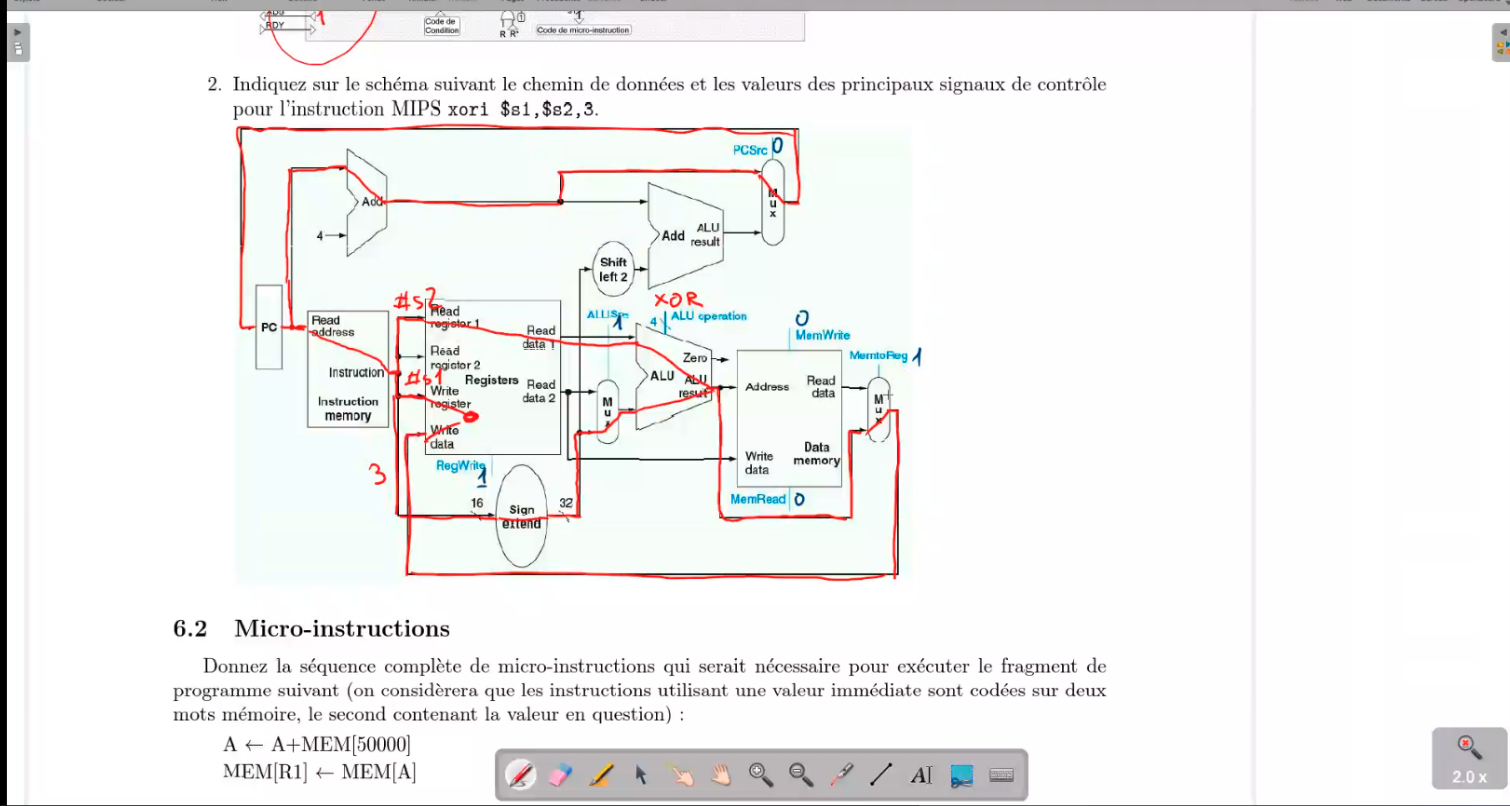 RDY
1
Code de
Condition
R R'
1
Code de micro-instruction
2. Indiquez sur le schéma suivant le chemin de données et les valeurs des principaux signaux de contrôle
pour l'instruction MIPS xori $s1,$s2,3.
PCSrc 0
M
u
x
Add
4
Add
ALU
result
Shift
left 2
#s2
XOR
PC
Read
address
Instruction
Instruction
memory
Read
register 1
Read
register 2
#s1
Write
register
Write
data
Registers
Read
data 1
Read
data 2
RegWrite
1
ALUSrc
1
4
ALU operation
M
u
x
Zero
ALU
ALU
result
0
MemWrite
Address
Read
data
Write
data
Data
memory
MemRead 0
MemtoReg 1
M
u
x
3
16
Sign
extend
32
6.2 Micro-instructions
Donnez la séquence complète de micro-instructions qui serait nécessaire pour exécuter le fragment de
programme suivant (on considèrera que les instructions utilisant une valeur immédiate sont codées sur deux
mots mémoire, le second contenant la valeur en question) :
A ← A+MEM[50000]
MEM[R1] ← MEM[A]
2.0 x